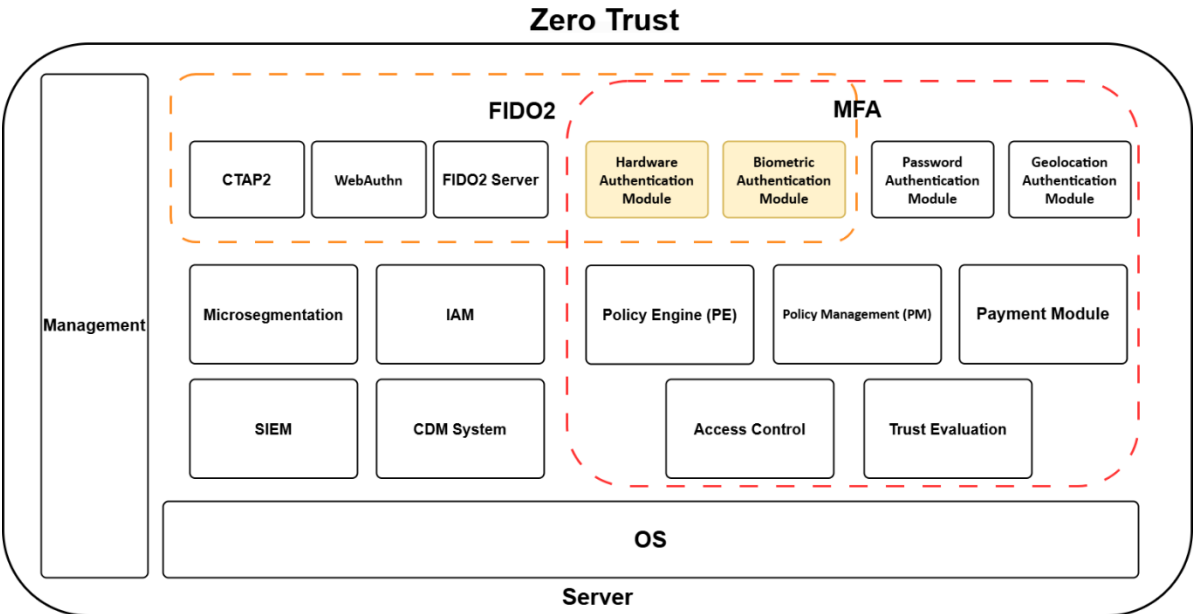 Zero Trust
FIDO2
MFA
CTAP2
WebAuthn
FIDO2 Server
Hardware
Authentication
Module
Biometric
Authentication
Module
Password
Authentication
Module
Geolocation
Authentication
Module
Management
Microsegmentation
IAM
Policy Engine (PE)
Policy Management (PM)
Payment Module
SIEM
CDM System
Access Control
Trust Evaluation
OS
Server